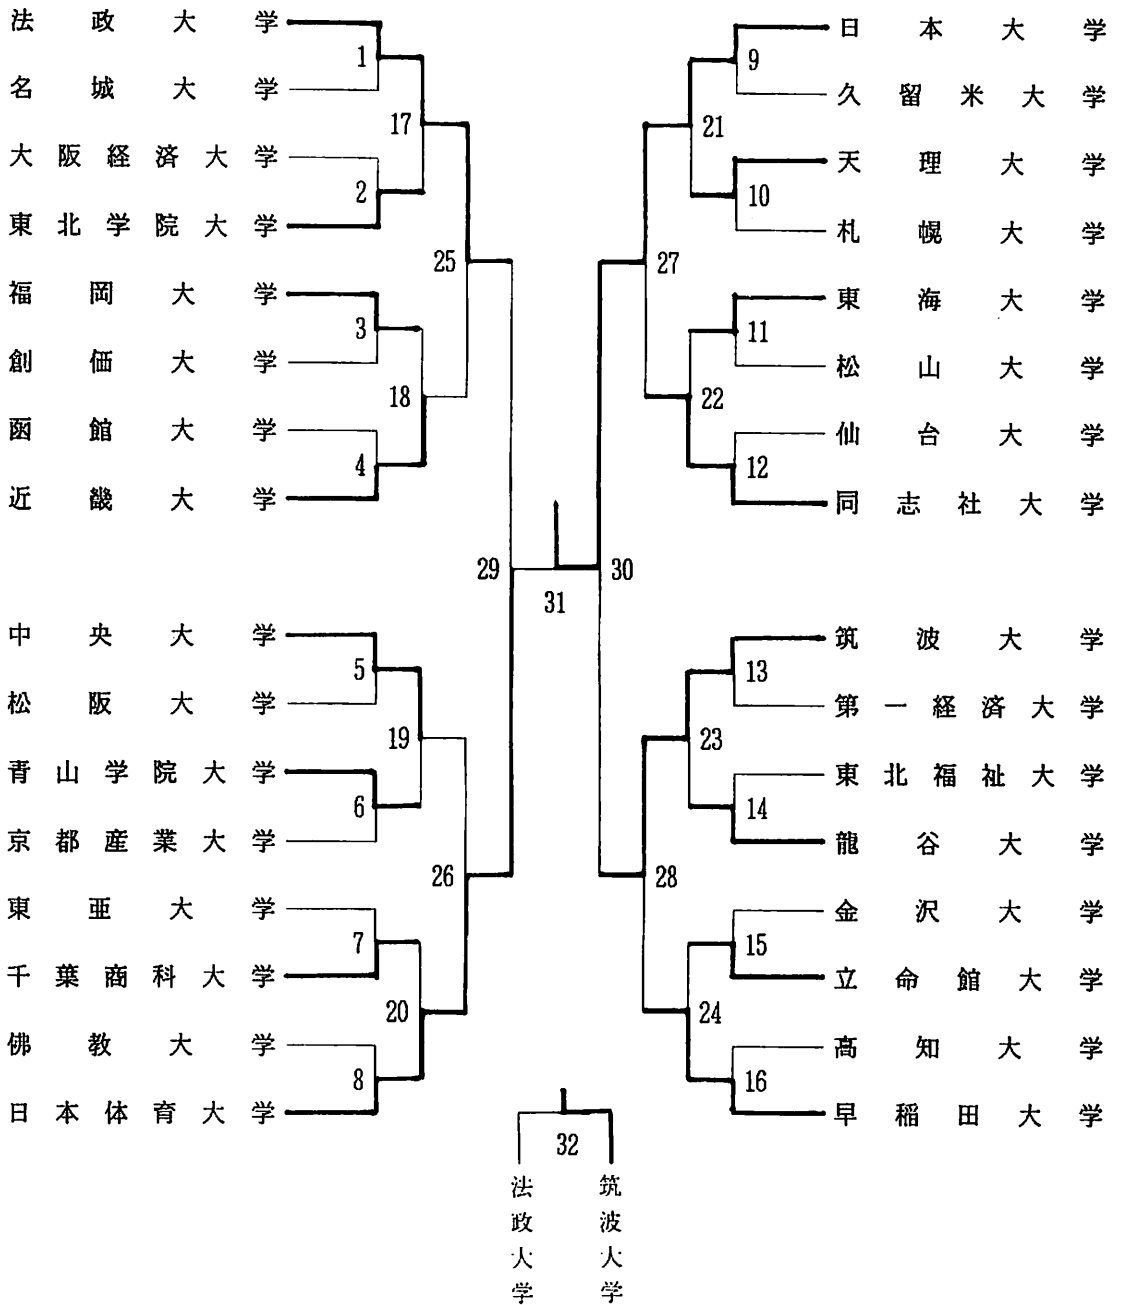 法政大学
1
名城大学
17
大阪経済大学
2
東北学院大学
25
福岡大学
3
創価大学
18
函館大学
4
近畿大学
29
中央大学
5
松阪大学
19
青山学院大学
6
京都産業大学
26
東亜大学
7
千葉商科大学
20
佛教大学
8
日本体育大学
31
日本大学
9
久留米大学
21
天理大学
10
札幌大学
27
東海大学
11
松山大学
22
仙台大学
12
同志社大学
30
筑波大学
13
第一経済大学
23
東北福祉大学
14
龍谷大学
28
金沢大学
15
立命館大学
24
高知大学
16
早稲田大学
32
法政大学
筑波大学